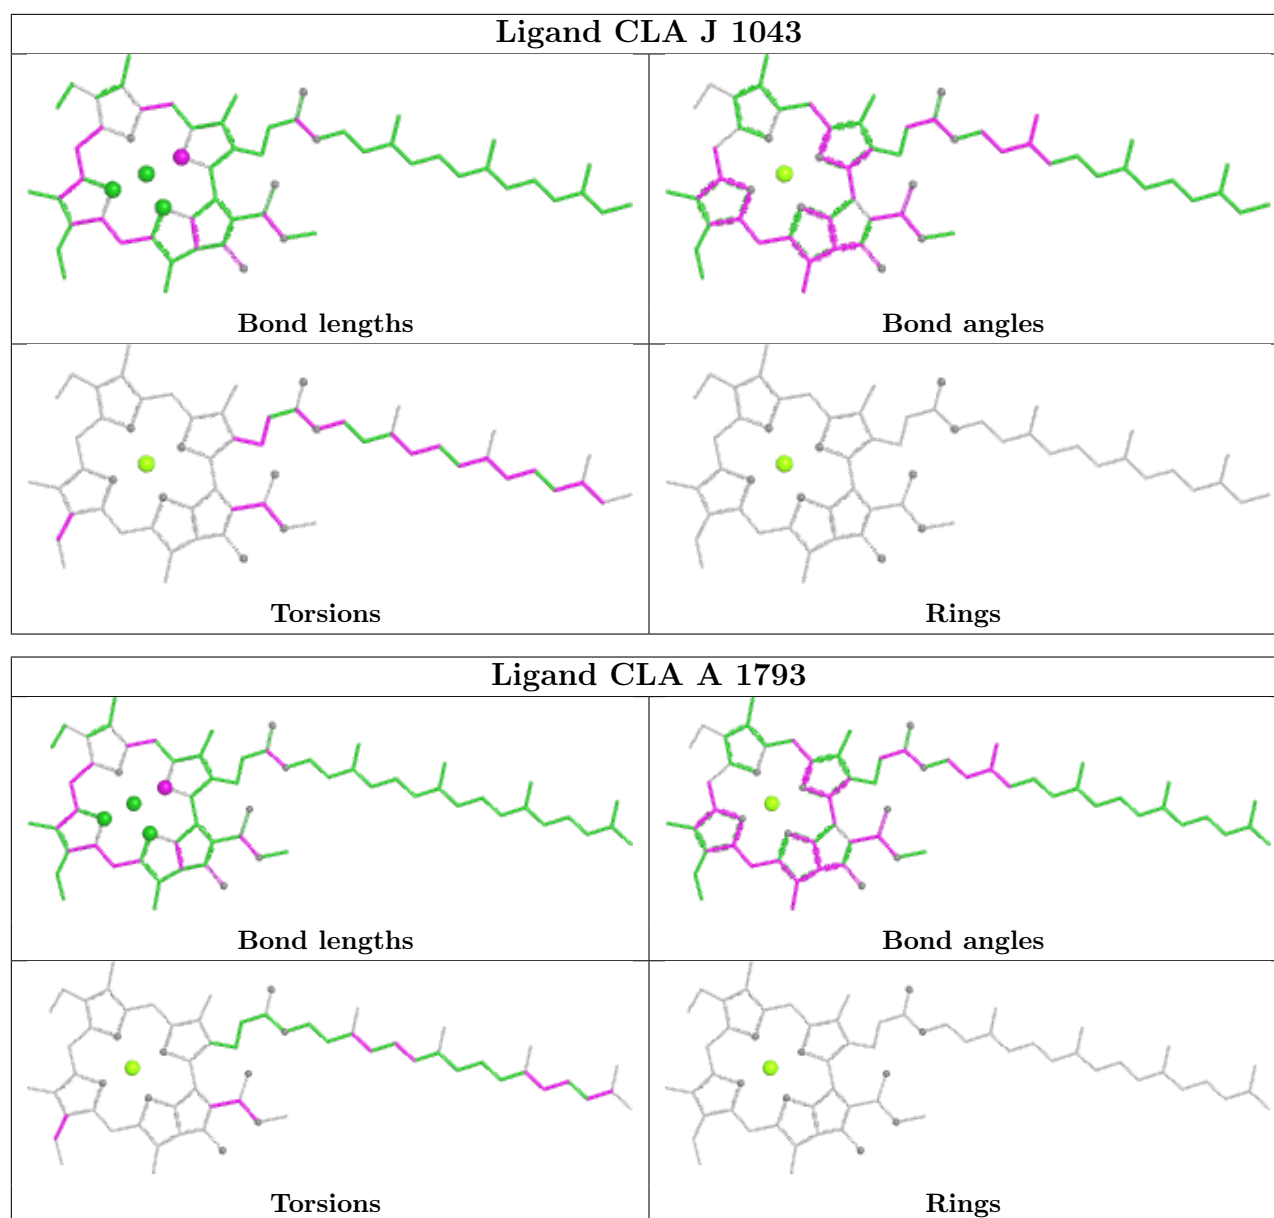 Ligand CLA J 1043
Bond lengths
Bond angles
Torsions
Rings
Ligand CLA A 1793
Bond lengths
Bond angles
Torsions
Rings